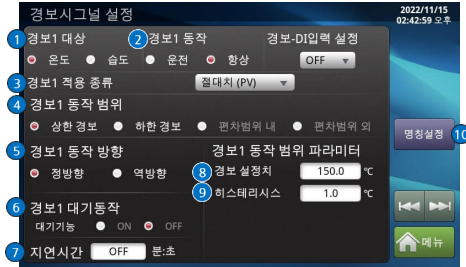 경보시그널 설정
2022/11/15
02:42:59 오후
1 경보1 대상
2 경보1 동작
경보-DI입력 설정
온도 습도 운전 항상 OFF
3 경보1 적용 종류 절대치 (PV)
4 경보1 동작 범위
상한 경보 하한 경보 편차범위 내 편차범위 외
명칭설정 10
5 경보1 동작 방향
정방향 역방향
경보1 동작 범위 파라미터
8 경보 설정치 150.0 ℃
9 히스테리시스 1.0 ℃
6 경보1 대기동작
대기기능 ON OFF
7 지연시간 OFF 분:초
메뉴